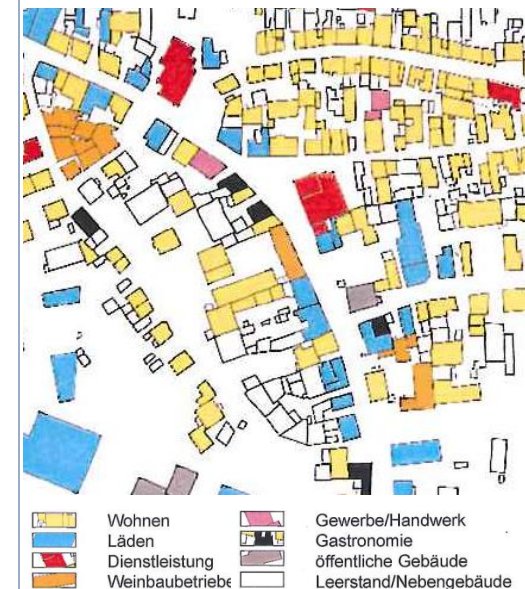 Wohnen
Läden
Dienstleistung
Weinbaubetriebe
Gewerbe/Handwerk
Gastronomie
öffentliche Gebäude
Leerstand/Nebengebäude